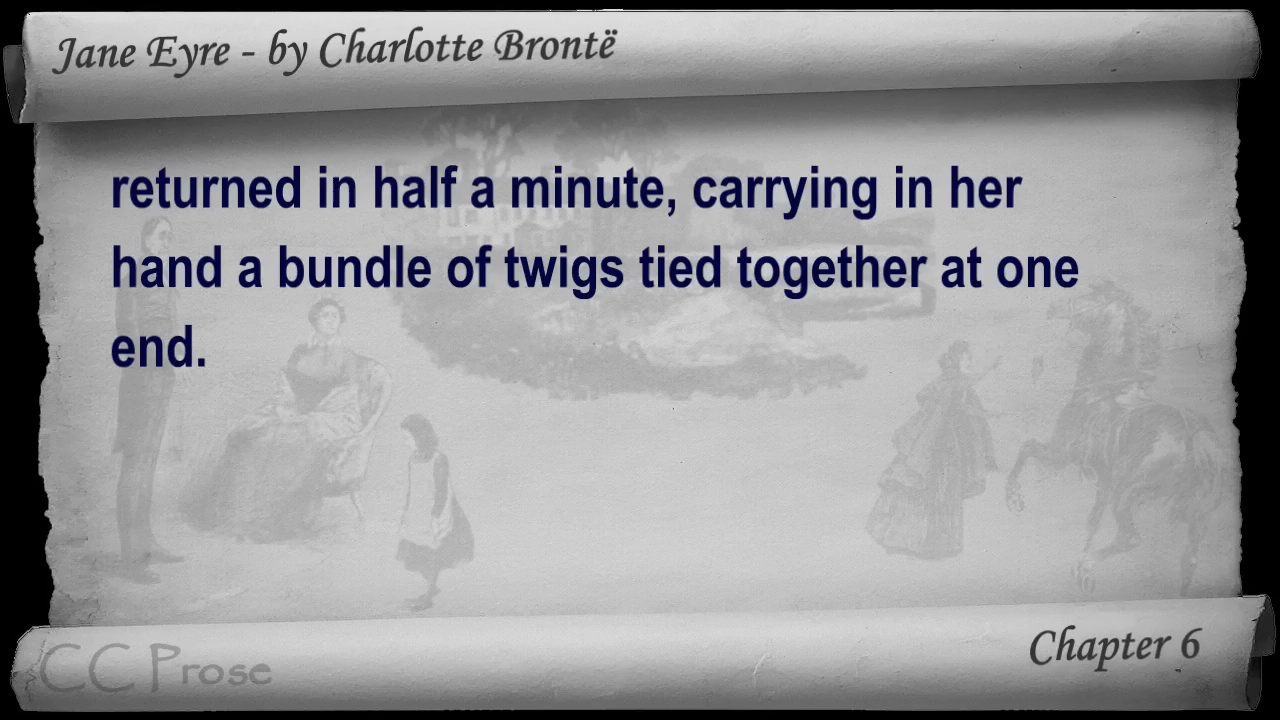 Jane Eyre - by Charlotte Brontë
returned in half a minute, carrying in her
hand a bundle of twigs tied together at one
end.
Chapter 6
CC Prose